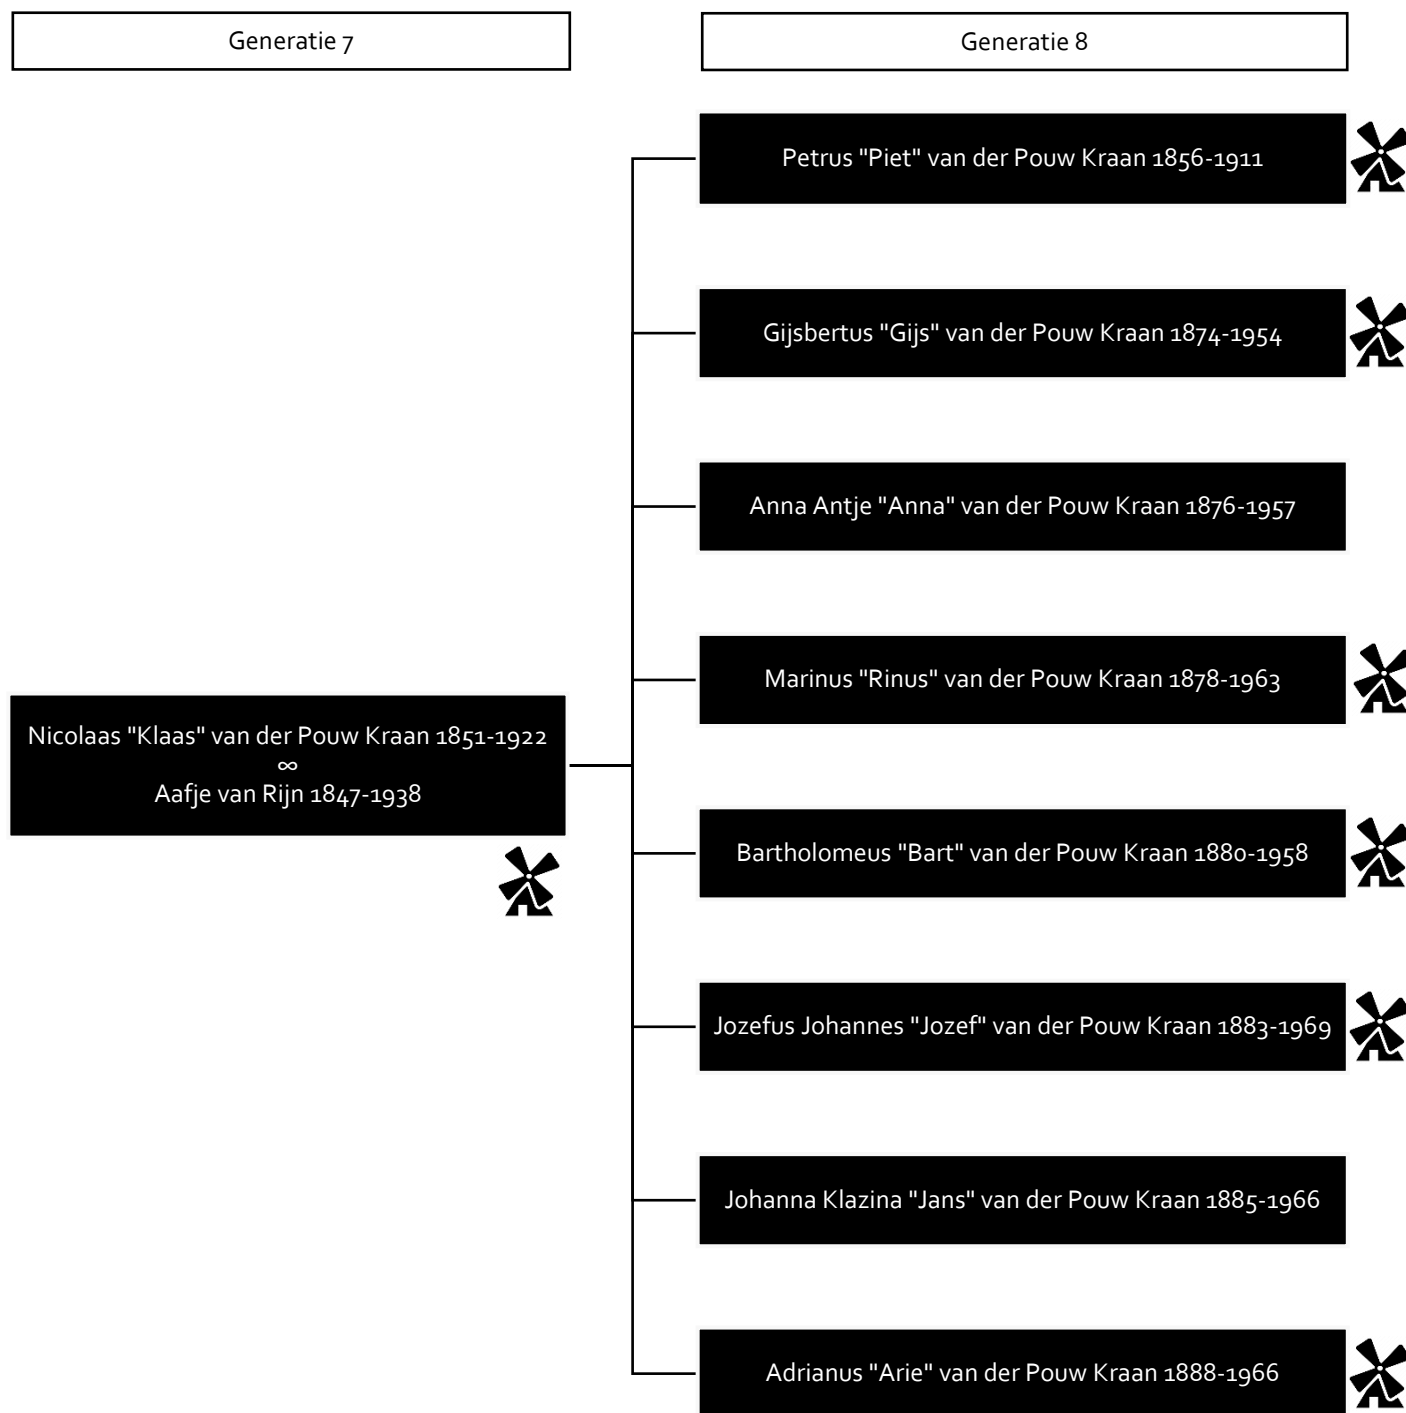 Generatie 7
Generatie 8
Petrus "Piet" van der Pouw Kraan 1856-1911
Gijsbertus "Gijs" van der Pouw Kraan 1874-1954
Anna Antje "Anna" van der Pouw Kraan 1876-1957
Marinus "Rinus" van der Pouw Kraan 1878-1963
Nicolaas "Klaas" van der Pouw Kraan 1851-1922
∞
Aafje van Rijn 1847-1938
Bartholomeus "Bart" van der Pouw Kraan 1880-1958
Jozefus Johannes "Jozef" van der Pouw Kraan 1883-1969
Johanna Klazina "Jans" van der Pouw Kraan 1885-1966
Adrianus "Arie" van der Pouw Kraan 1888-1966